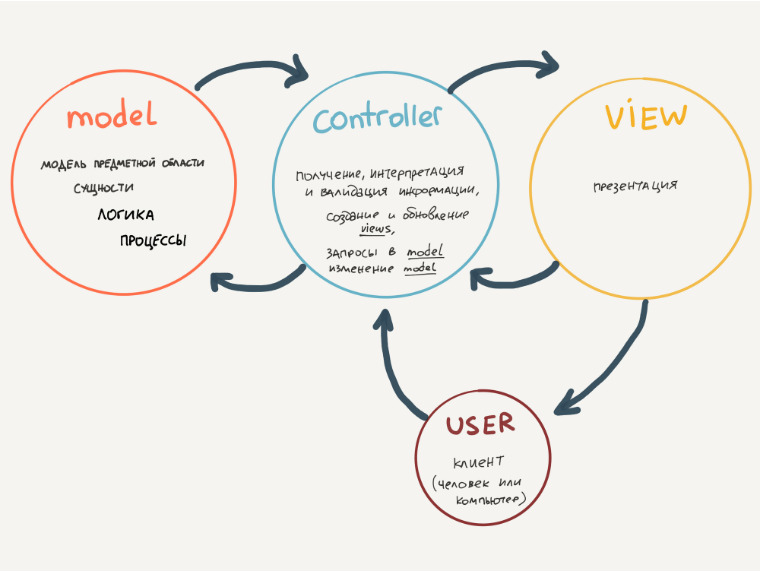 model
МОДЕЛЬ ПРЕДМЕТНОЙ ОБЛАСТИ
СУЩНОСТИ
ЛОГИКА
ПРОЦЕССЫ
controller
ПОЛУЧЕНИЕ, ИНТЕРПРЕТАЦИЯ
И ВАЛИДАЦИЯ ИНФОРМАЦИИ,
СОЗДАНИЕ И ОБНОВЛЕНИЕ
views,
ЗАПРОСЫ В model
ИЗМЕНЕНИЕ model
VIEW
ПРЕЗЕНТАЦИЯ
USER
КЛИЕНТ
(ЧЕЛОВЕК ИЛИ
КОМПЬЮТЕР)